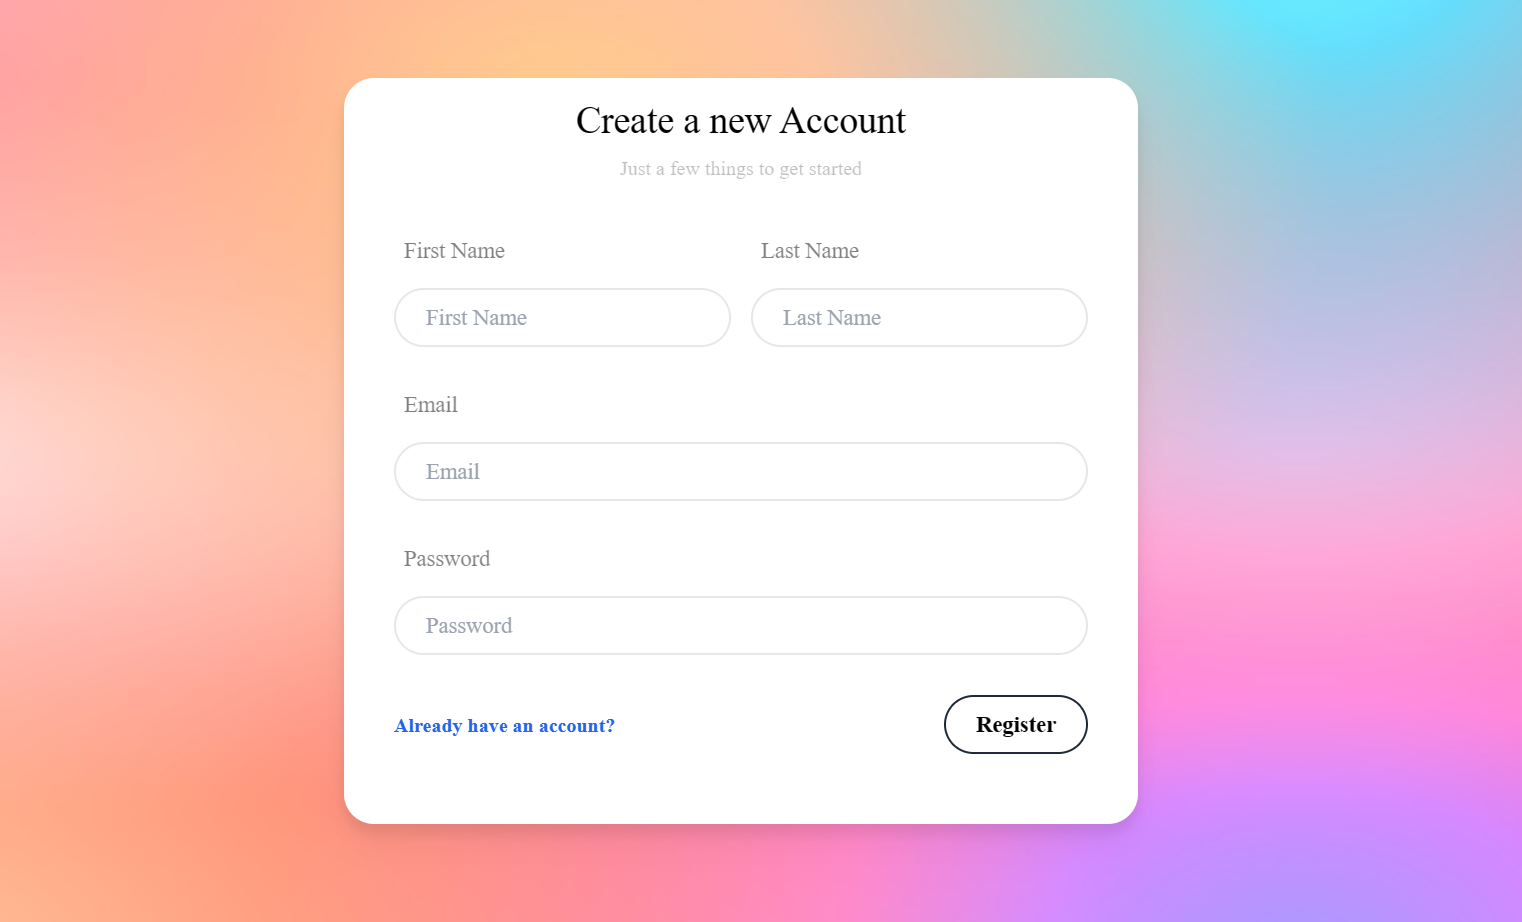 Create a new Account
Just a few things to get started
First Name
Last Name
First Name
Last Name
Email
Email
Password
Password
Already have an account?
Register